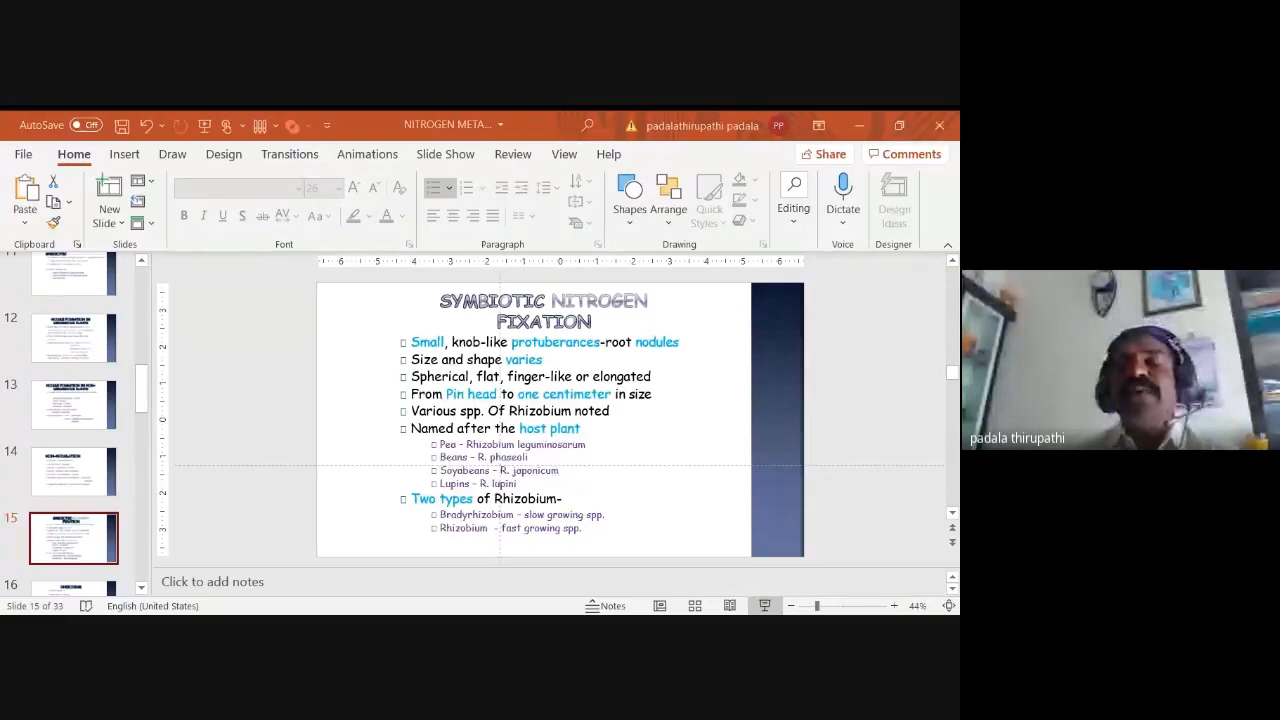 AutoSave Off NITROGEN META... padalathirupathi padala PP
File Home Insert Draw Design Transitions Animations Slide Show Review View Help Share Comments
26
Paste New Slide Shapes Arrange Quick Styles Editing Dictate Design Ideas
Clipboard Slides Font Paragraph Drawing Voice Designer
SYMBIOTIC NITROGEN
FIXATION
Small, knob-like protuberances-root nodules
Size and shape varies
Spherical, flat, finger-like or elongated
From Pin head to one centimeter in size
Various spp. Of Rhizobium noted
Named after the host plant
Pea – Rhizobium leguminosarum
Beans – R. phaseoli
Soyabeans – R. japonicum
Lupins – R. lupini
Two types of Rhizobium-
Bradyrhizobium – slow growing spp.
Rhizobium – fast growing spp.
12
13
14
15
16
Click to add notes
Slide 15 of 33 English (United States) Notes 44%
padala thirupathi